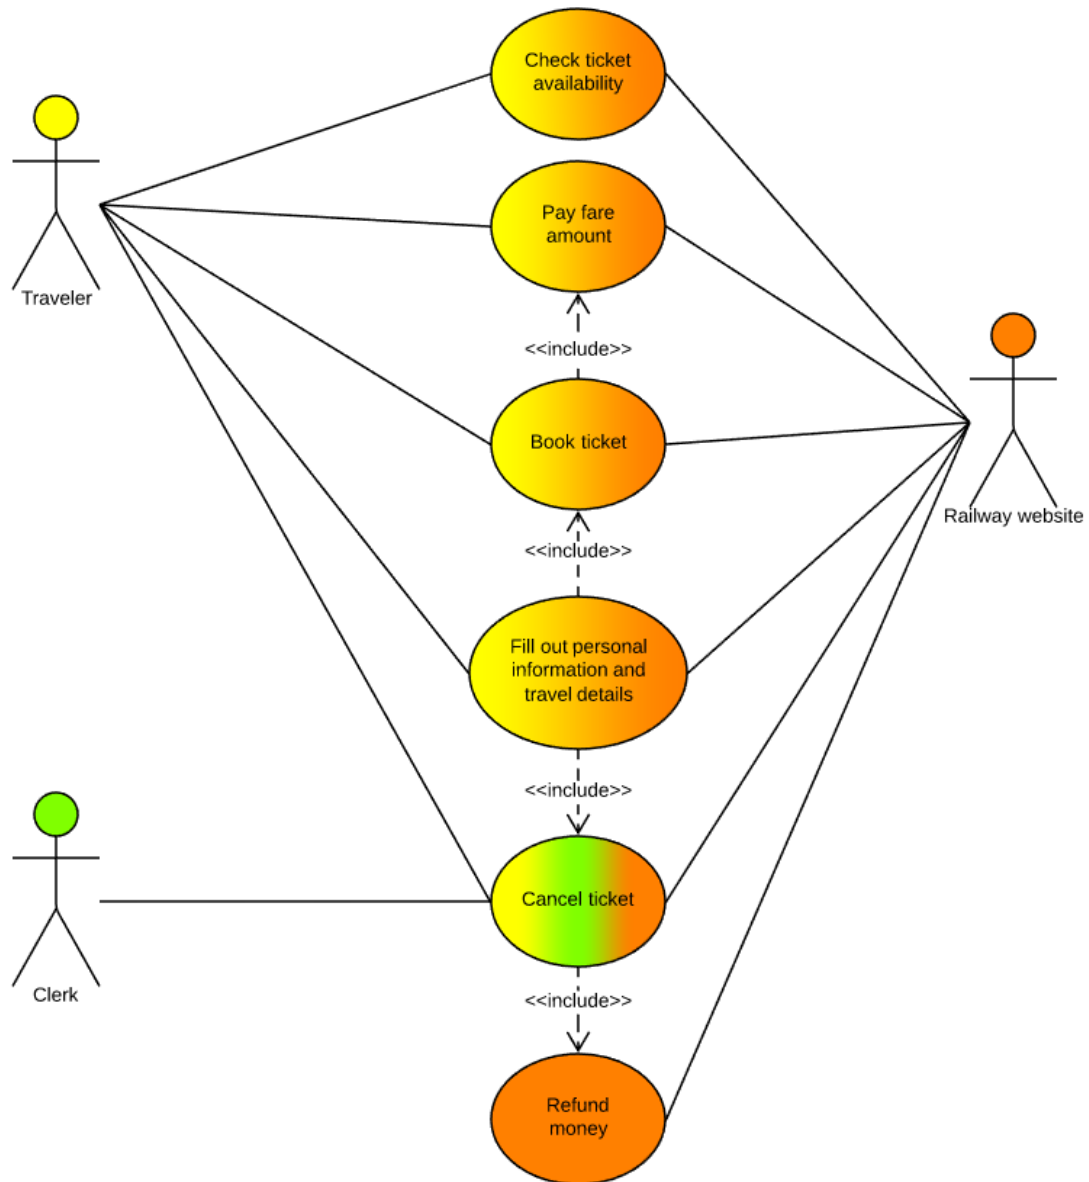 Check ticket
availability
Traveler
Pay fare
amount
<<include>>
Railway website
Book ticket
<<include>>
Fill out personal
information and
travel details
<<include>>
Clerk
Cancel ticket
<<include>>
Refund
money